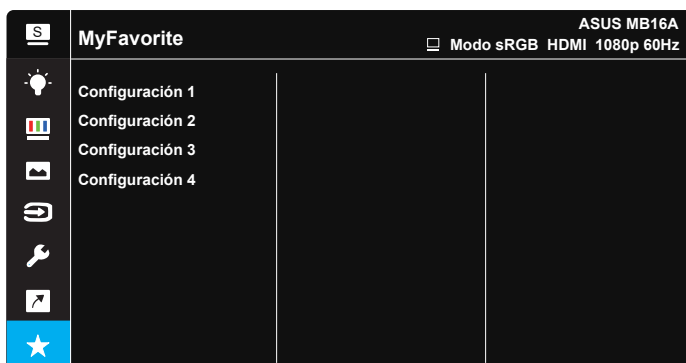 S
MyFavorite
ASUS MB16A
Modo sRGB HDMI 1080p 60Hz
Configuración 1
Configuración 2
Configuración 3
Configuración 4